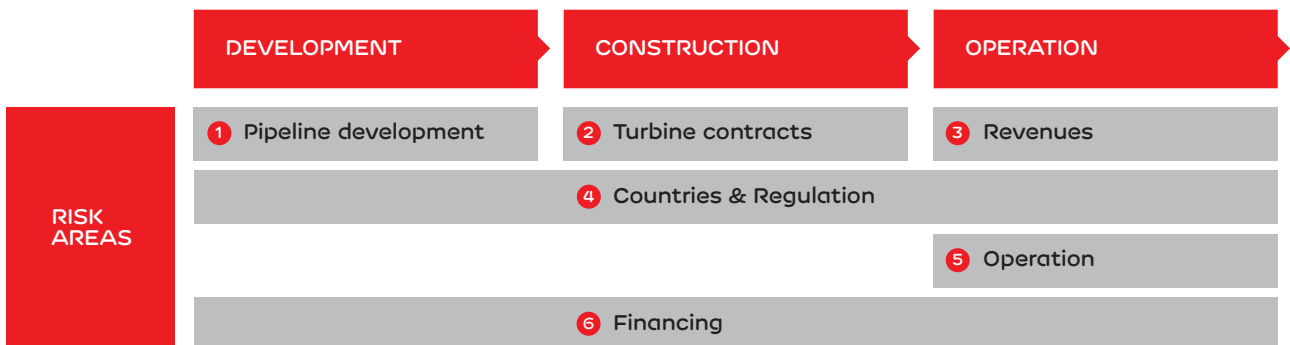 DEVELOPMENT
CONSTRUCTION
OPERATION
RISK
AREAS
1 Pipeline development
2 Turbine contracts
3 Revenues
4 Countries & Regulation
5 Operation
6 Financing